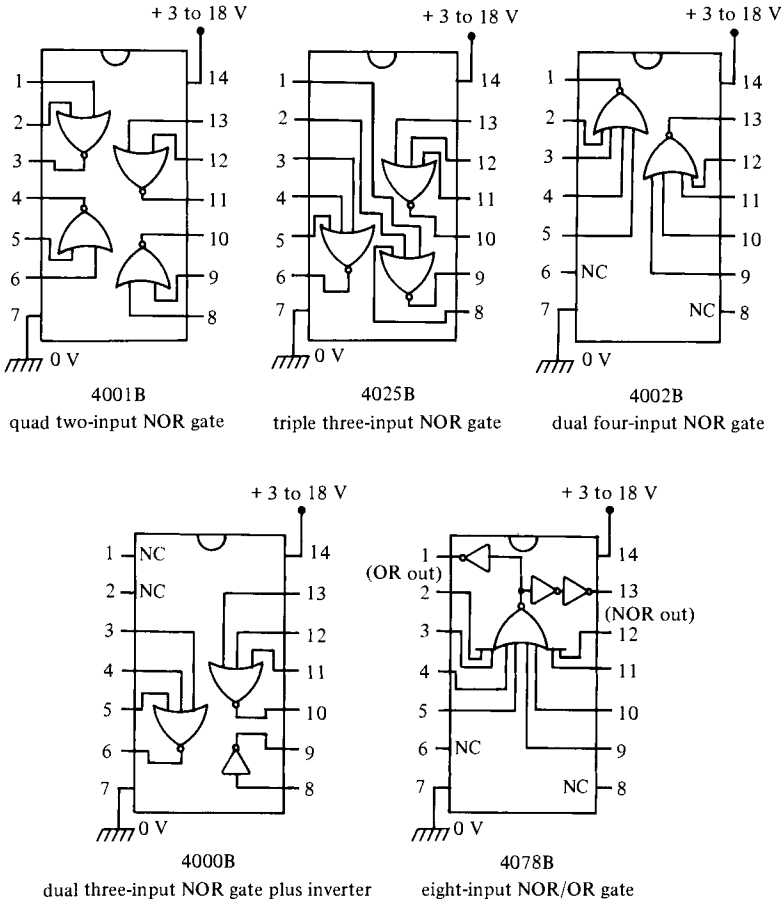 + 3 to 18 V
1
2
3
4
5
6
7
14
13
12
11
10
9
8
0 V
4001B
quad two-input NOR gate
+ 3 to 18 V
1
2
3
4
5
6
7
14
13
12
11
10
9
8
0 V
4025B
triple three-input NOR gate
+ 3 to 18 V
1
2
3
4
5
6 NC
7
14
13
12
11
10
9
NC 8
0 V
4002B
dual four-input NOR gate
+ 3 to 18 V
1 NC
2 NC
3
4
5
6
7
14
13
12
11
10
9
8
0 V
4000B
dual three-input NOR gate plus inverter
+ 3 to 18 V
1
(OR out)
2
3
4
5
6 NC
7
14
13
(NOR out)
12
11
10
9
NC 8
0 V
4078B
eight-input NOR/OR gate